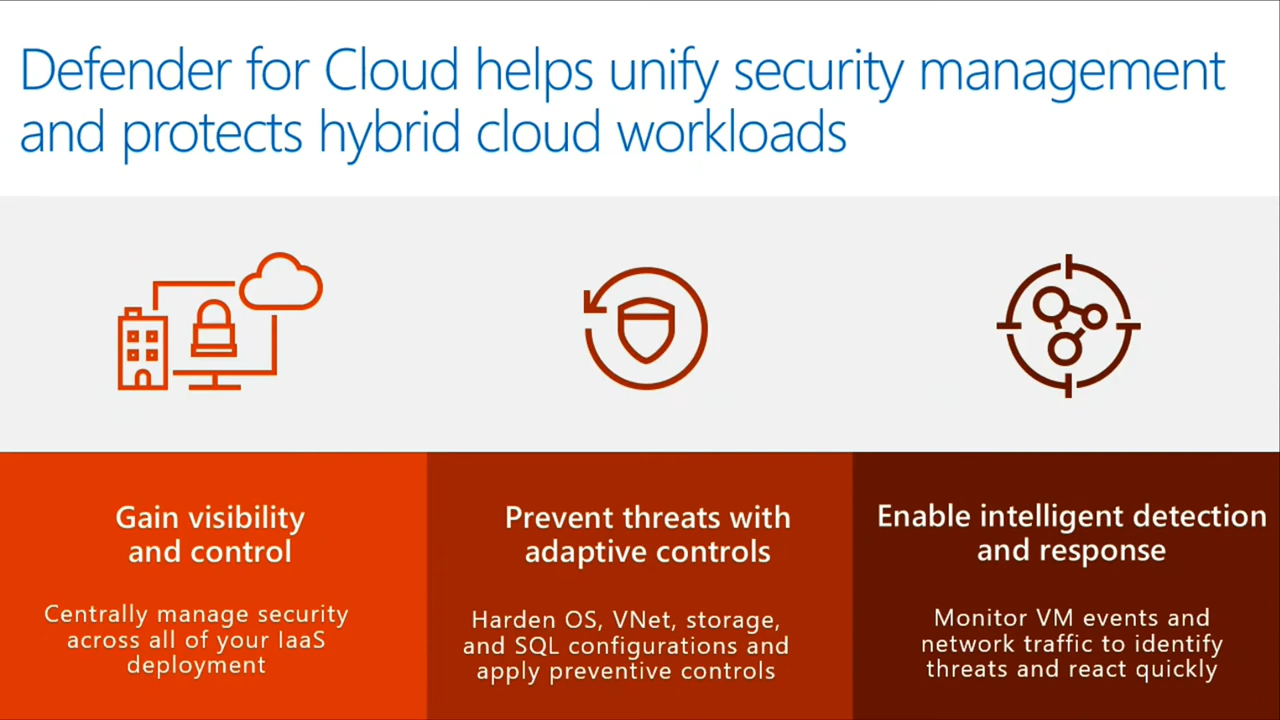 Defender for Cloud helps unify security management
and protects hybrid cloud workloads
Gain visibility
and control
Centrally manage security
across all of your IaaS
deployment
Prevent threats with
adaptive controls
Harden OS, VNet, storage,
and SQL configurations and
apply preventive controls
Enable intelligent detection
and response
Monitor VM events and
network traffic to identify
threats and react quickly